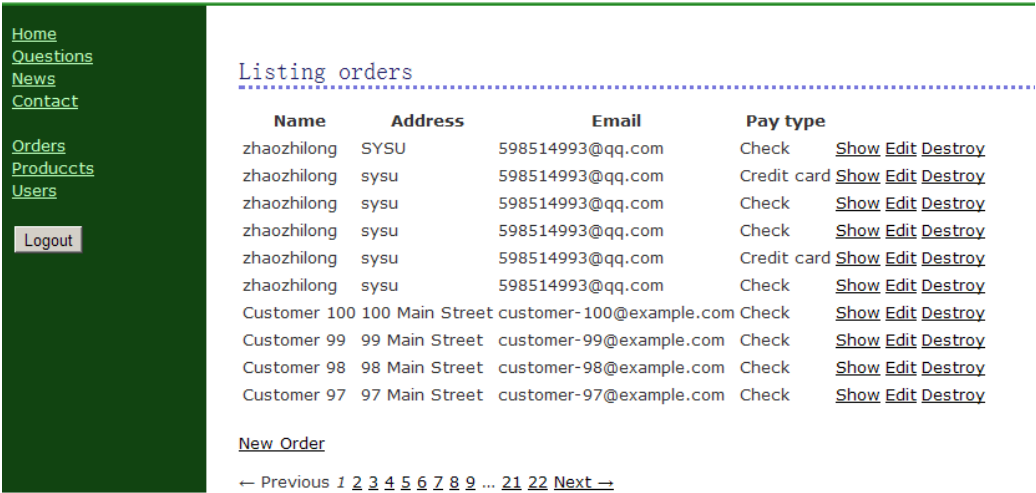 Home
Questions
News
Contact
Orders
Produccts
Users
Logout
Listing orders
Name Address Email Pay type
zhaozhilong SYSU 598514993@qq.com Check Show Edit Destroy
zhaozhilong sysu 598514993@qq.com Credit card Show Edit Destroy
zhaozhilong sysu 598514993@qq.com Check Show Edit Destroy
zhaozhilong sysu 598514993@qq.com Check Show Edit Destroy
zhaozhilong sysu 598514993@qq.com Credit card Show Edit Destroy
zhaozhilong sysu 598514993@qq.com Check Show Edit Destroy
Customer 100 100 Main Street customer-100@example.com Check Show Edit Destroy
Customer 99 99 Main Street customer-99@example.com Check Show Edit Destroy
Customer 98 98 Main Street customer-98@example.com Check Show Edit Destroy
Customer 97 97 Main Street customer-97@example.com Check Show Edit Destroy
New Order
← Previous 1 2 3 4 5 6 7 8 9 … 21 22 Next →